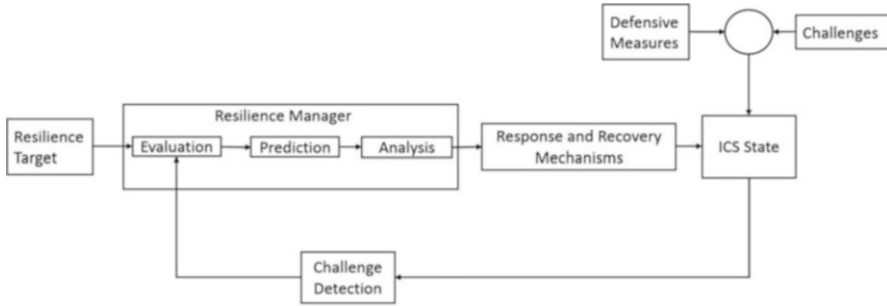 Defensive
Measures
Challenges
Resilience Manager
Resilience
Target
Evaluation
Prediction
Analysis
Response and Recovery
Mechanisms
ICS State
Challenge
Detection